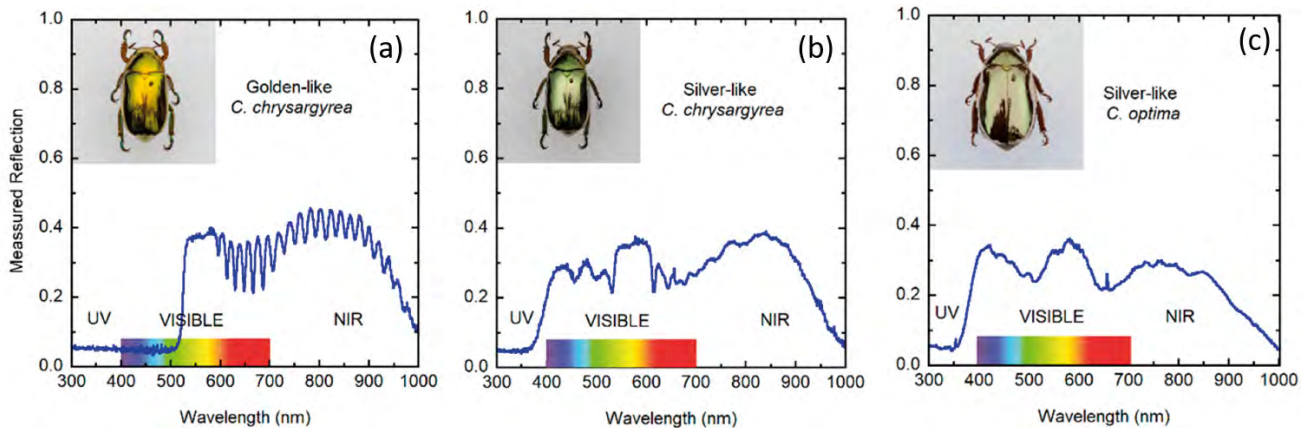 (a)
Golden-like
C. chrysargyrea
Meassured Reflection
1.0
0.8
0.6
0.4
0.2
0.0
UV
VISIBLE
NIR
300 400 500 600 700 800 900 1000
Wavelength (nm)
(b)
Silver-like
C. chrysargyrea
1.0
0.8
0.6
0.4
0.2
0.0
UV
VISIBLE
NIR
300 400 500 600 700 800 900 1000
Wavelength (nm)
(c)
Silver-like
C. optima
1.0
0.8
0.6
0.4
0.2
0.0
UV
VISIBLE
NIR
300 400 500 600 700 800 900 1000
Wavelength (nm)